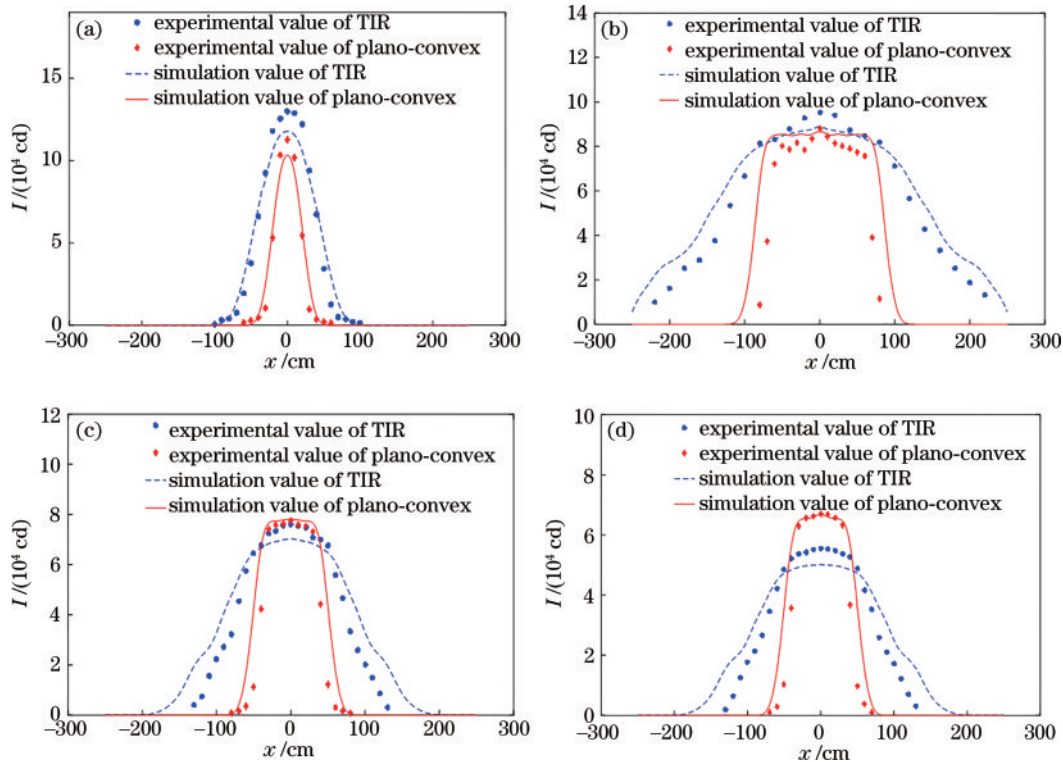 (a)
experimental value of TIR
experimental value of plano-convex
simulation value of TIR
simulation value of plano-convex
15
10
5
0
I /(10⁴ cd)
−300 −200 −100 0 100 200 300
x /cm
(b)
experimental value of TIR
experimental value of plano-convex
simulation value of TIR
simulation value of plano-convex
14
12
10
8
6
4
2
0
I /(10⁴ cd)
−300 −200 −100 0 100 200 300
x /cm
(c)
experimental value of TIR
experimental value of plano-convex
simulation value of TIR
simulation value of plano-convex
12
10
8
6
4
2
0
I /(10⁴ cd)
−300 −200 −100 0 100 200 300
x /cm
(d)
experimental value of TIR
experimental value of plano-convex
simulation value of TIR
simulation value of plano-convex
10
8
6
4
2
0
I /(10⁴ cd)
−300 −200 −100 0 100 200 300
x /cm